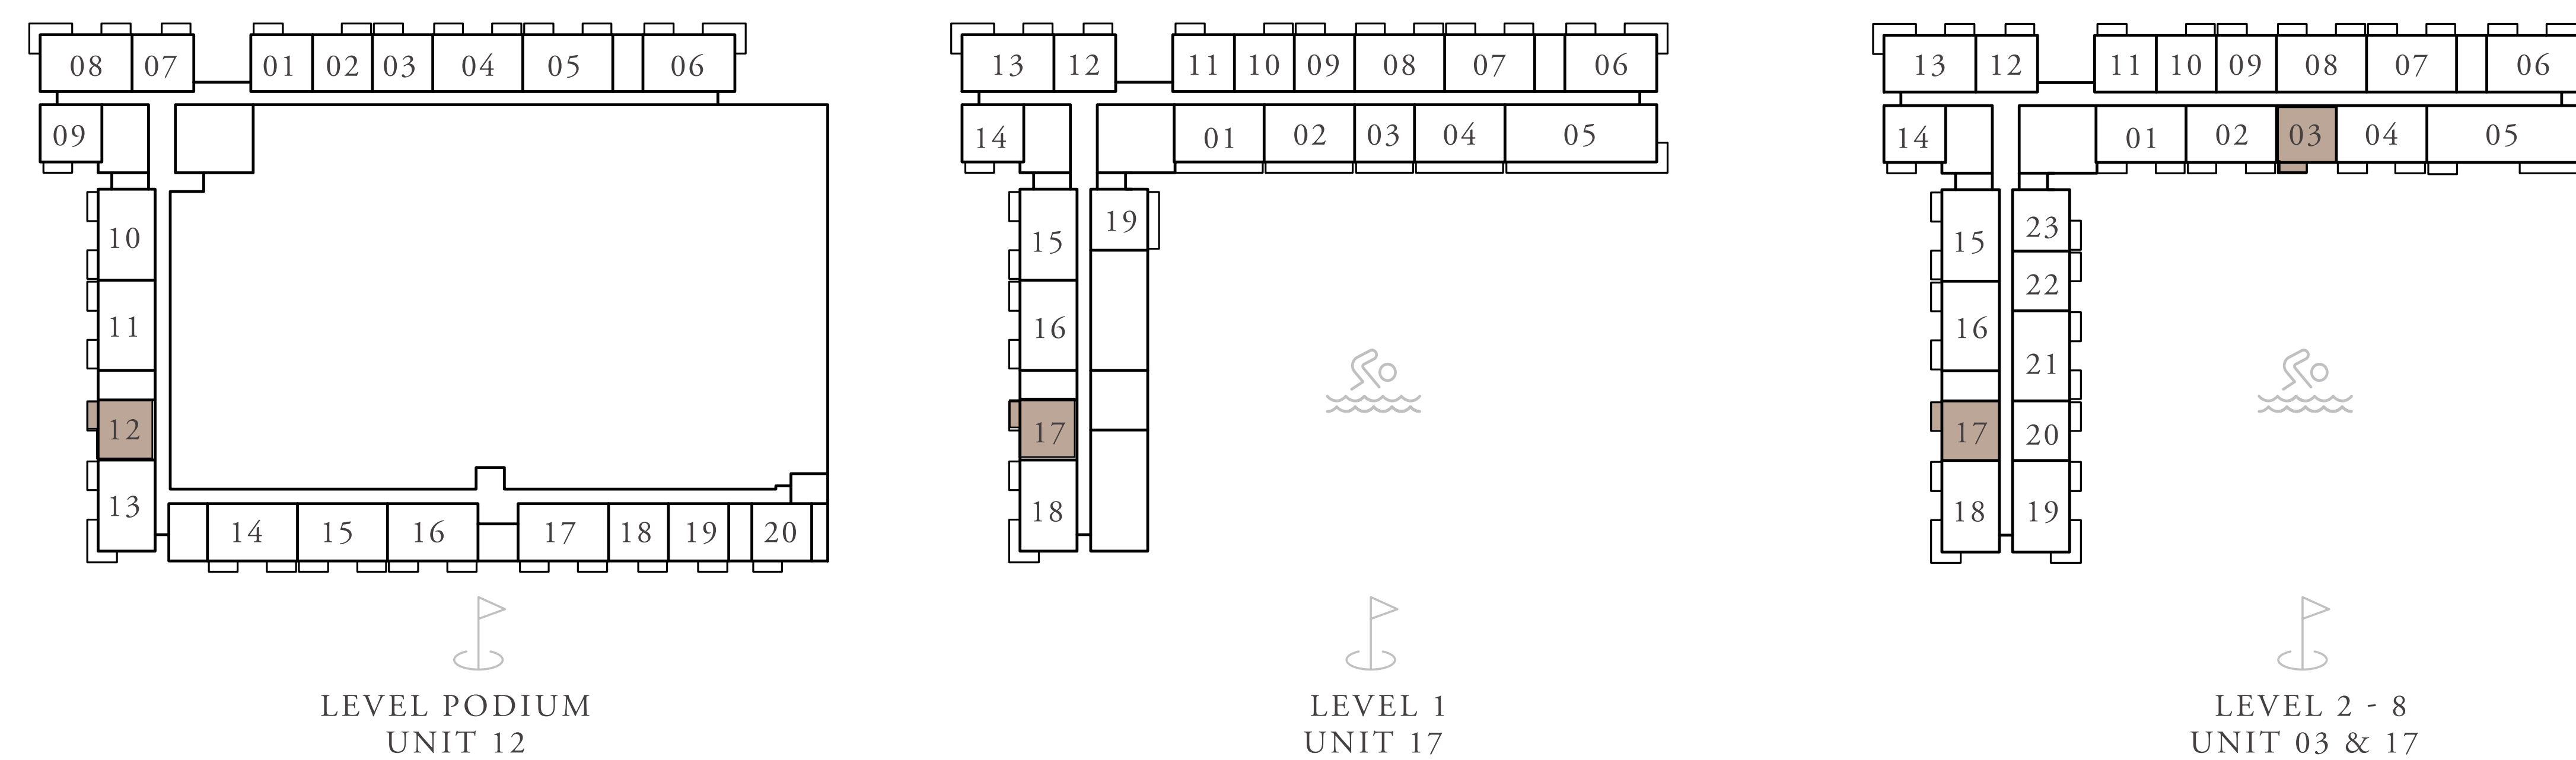 08 07 01 02 03 04 05 06
09
10
11
12
13
14 15 16 17 18 19 20
LEVEL PODIUM
UNIT 12
13 12 11 10 09 08 07 06
14 01 02 03 04 05
19
15
16
17
18
LEVEL 1
UNIT 17
13 12 11 10 09 08 07 06
14 01 02 03 04 05
15 23
22
16 21
17 20
18 19
LEVEL 2 - 8
UNIT 03 & 17